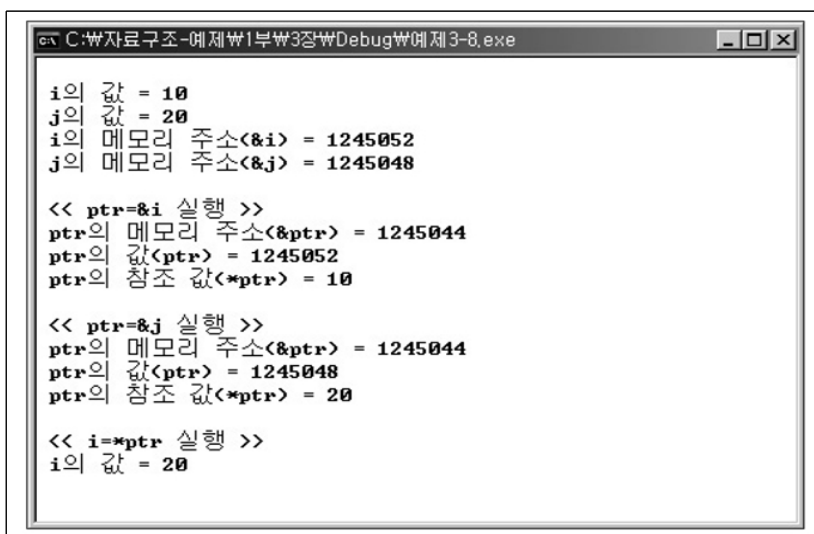 C:₩자료구조-예제₩1부₩3장₩Debug₩예제3-8.exe
i의 값 = 10
j의 값 = 20
i의 메모리 주소(&i) = 1245052
j의 메모리 주소(&j) = 1245048
<< ptr=&i 실행 >>
ptr의 메모리 주소(&ptr) = 1245044
ptr의 값(ptr) = 1245052
ptr의 참조 값(*ptr) = 10
<< ptr=&j 실행 >>
ptr의 메모리 주소(&ptr) = 1245044
ptr의 값(ptr) = 1245048
ptr의 참조 값(*ptr) = 20
<< i=*ptr 실행 >>
i의 값 = 20